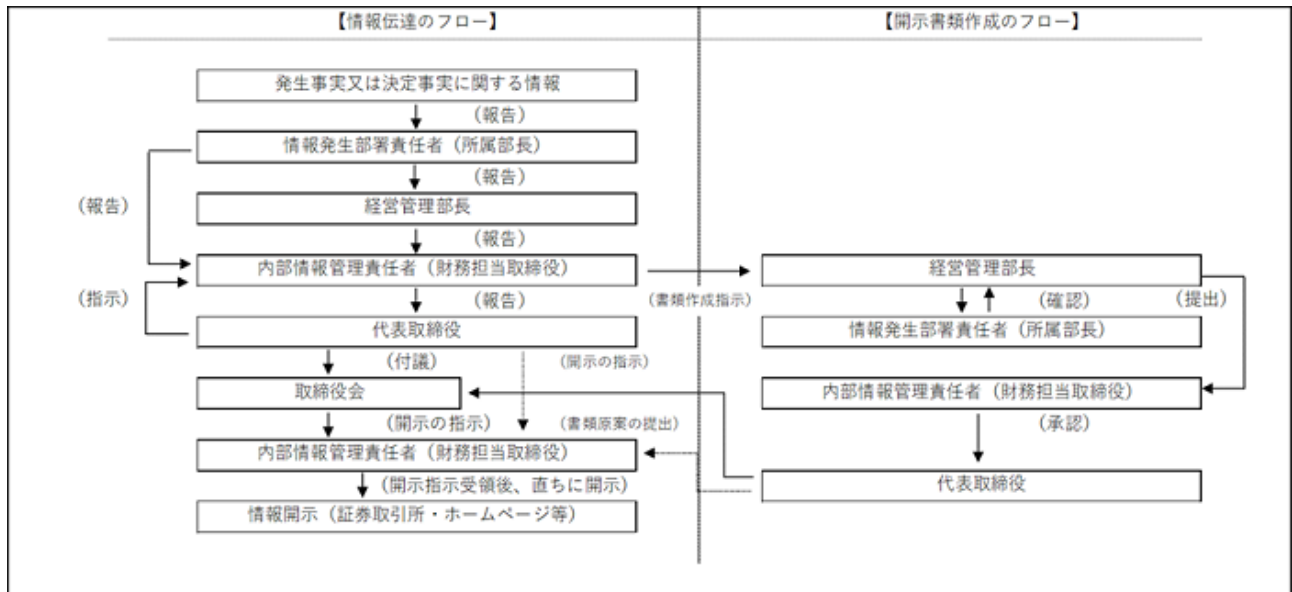 【情報伝達のフロー】
発生事実又は決定事実に関する情報
(報告)
情報発生部署責任者（所属部長）
(報告)
(報告)
経営管理部長
(報告)
内部情報管理責任者（財務担当取締役）
(指示)
(報告)
代表取締役
(付議)
(開示の指示)
取締役会
(開示の指示)
(書類原案の提出)
内部情報管理責任者（財務担当取締役）
(開示指示受領後、直ちに開示)
情報開示（証券取引所・ホームページ等）
【開示書類作成のフロー】
(書類作成指示)
経営管理部長
(確認)
(提出)
情報発生部署責任者（所属部長）
内部情報管理責任者（財務担当取締役）
(承認)
代表取締役